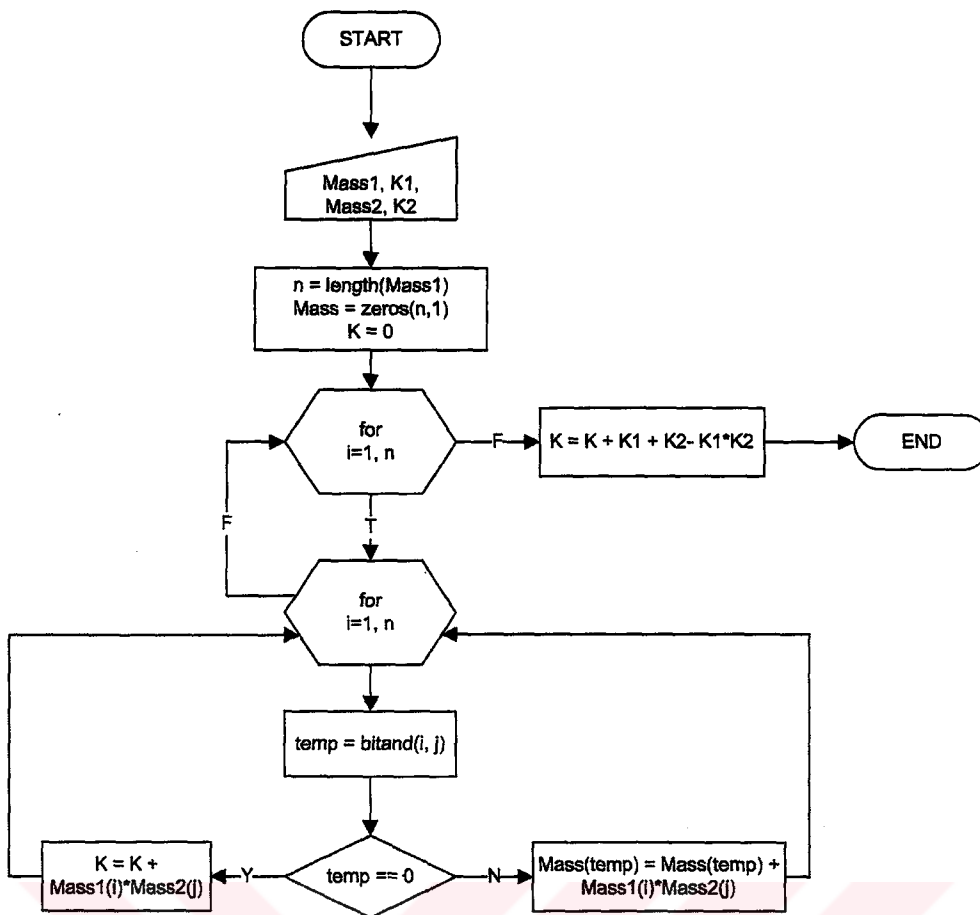 START
Mass1, K1,
Mass2, K2
n = length(Mass1)
Mass = zeros(n,1)
K = 0
for
i=1, n
F
K = K + K1 + K2- K1*K2
END
F
T
for
i=1, n
temp = bitand(i, j)
K = K +
Mass1(i)*Mass2(j)
Y
temp == 0
N
Mass(temp) = Mass(temp) +
Mass1(i)*Mass2(j)